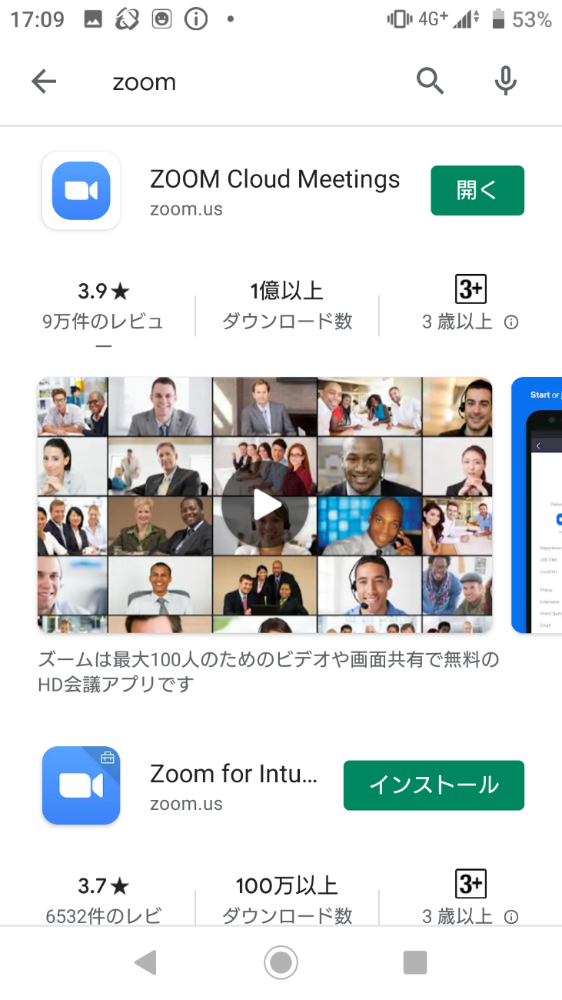 17:09 4G+ 53%
zoom
ZOOM Cloud Meetings
zoom.us
開く
3.9★
9万件のレビュ
ー
1億以上
ダウンロード数
3+
3 歳以上
Start or
ズームは最大100人のためのビデオや画面共有で無料の
HD会議アプリです
Zoom for Intu...
zoom.us
インストール
3.7★
6532件のレビ
100万以上
ダウンロード数
3+
3 歳以上